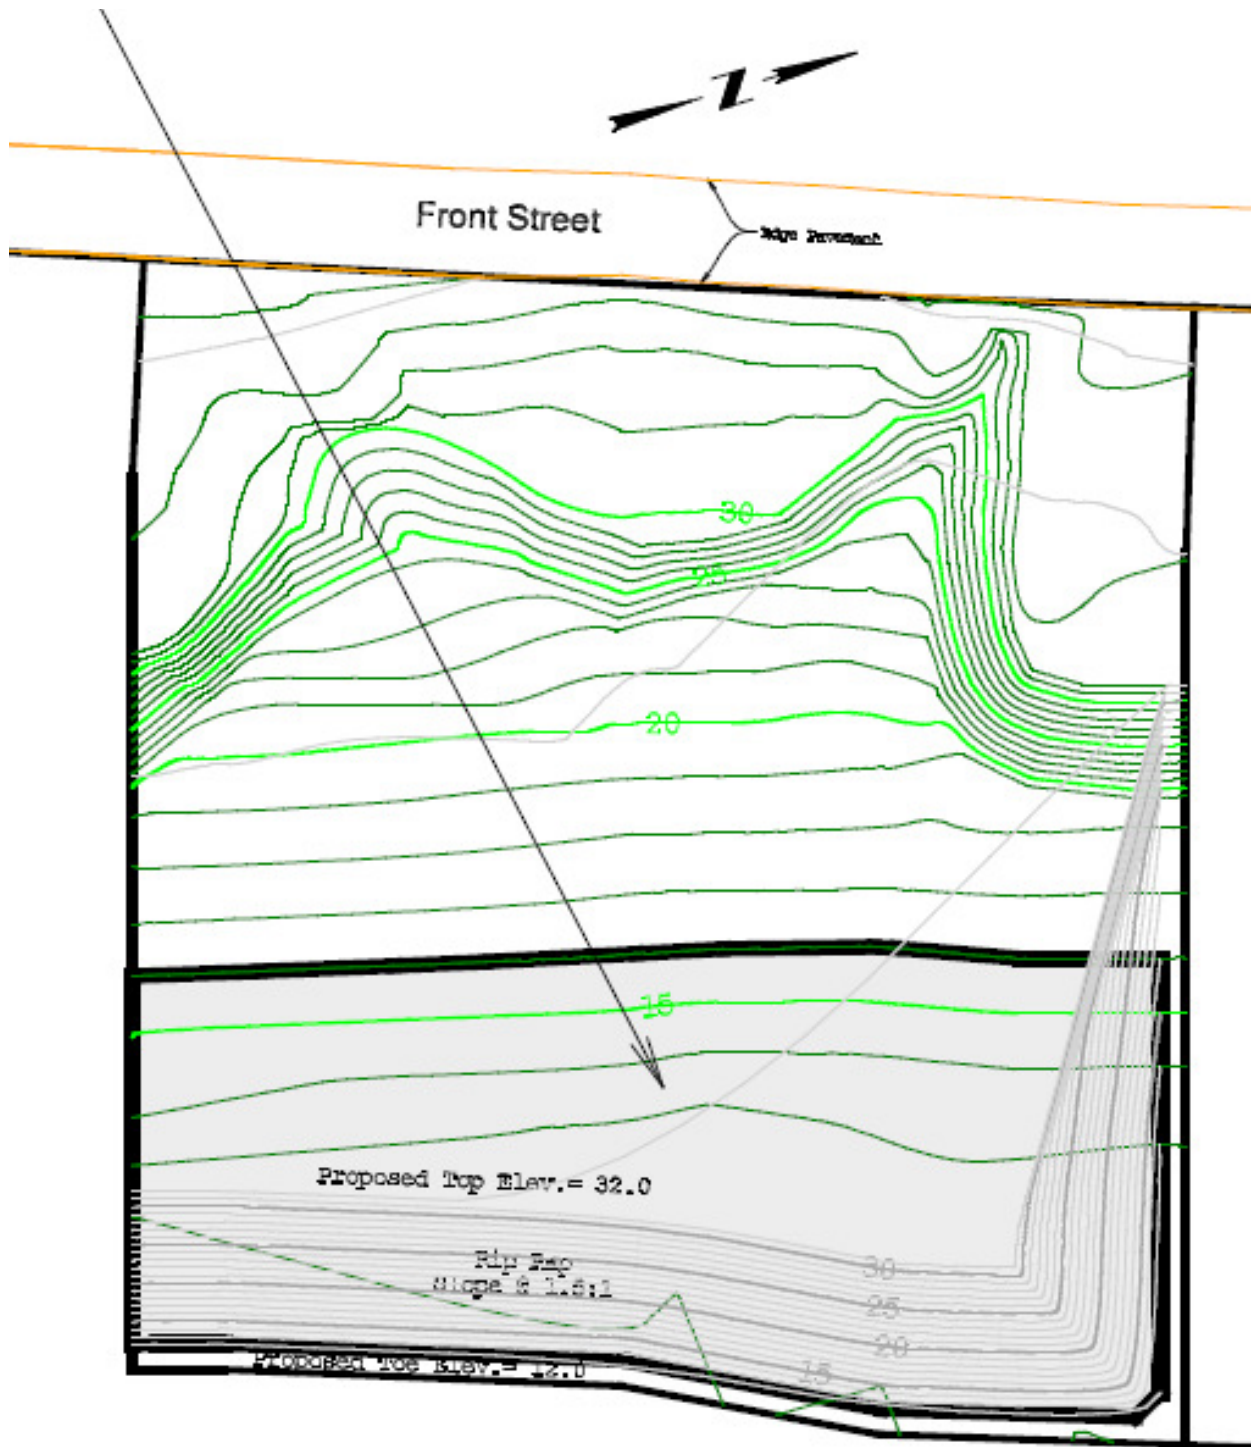 N
Front Street
Edge Pavement
30
25
20
15
Proposed Top Elev.= 32.0
Rip Rap
Slope @ 1.5:1
30
25
20
15
Proposed Toe Elev.= 12.0